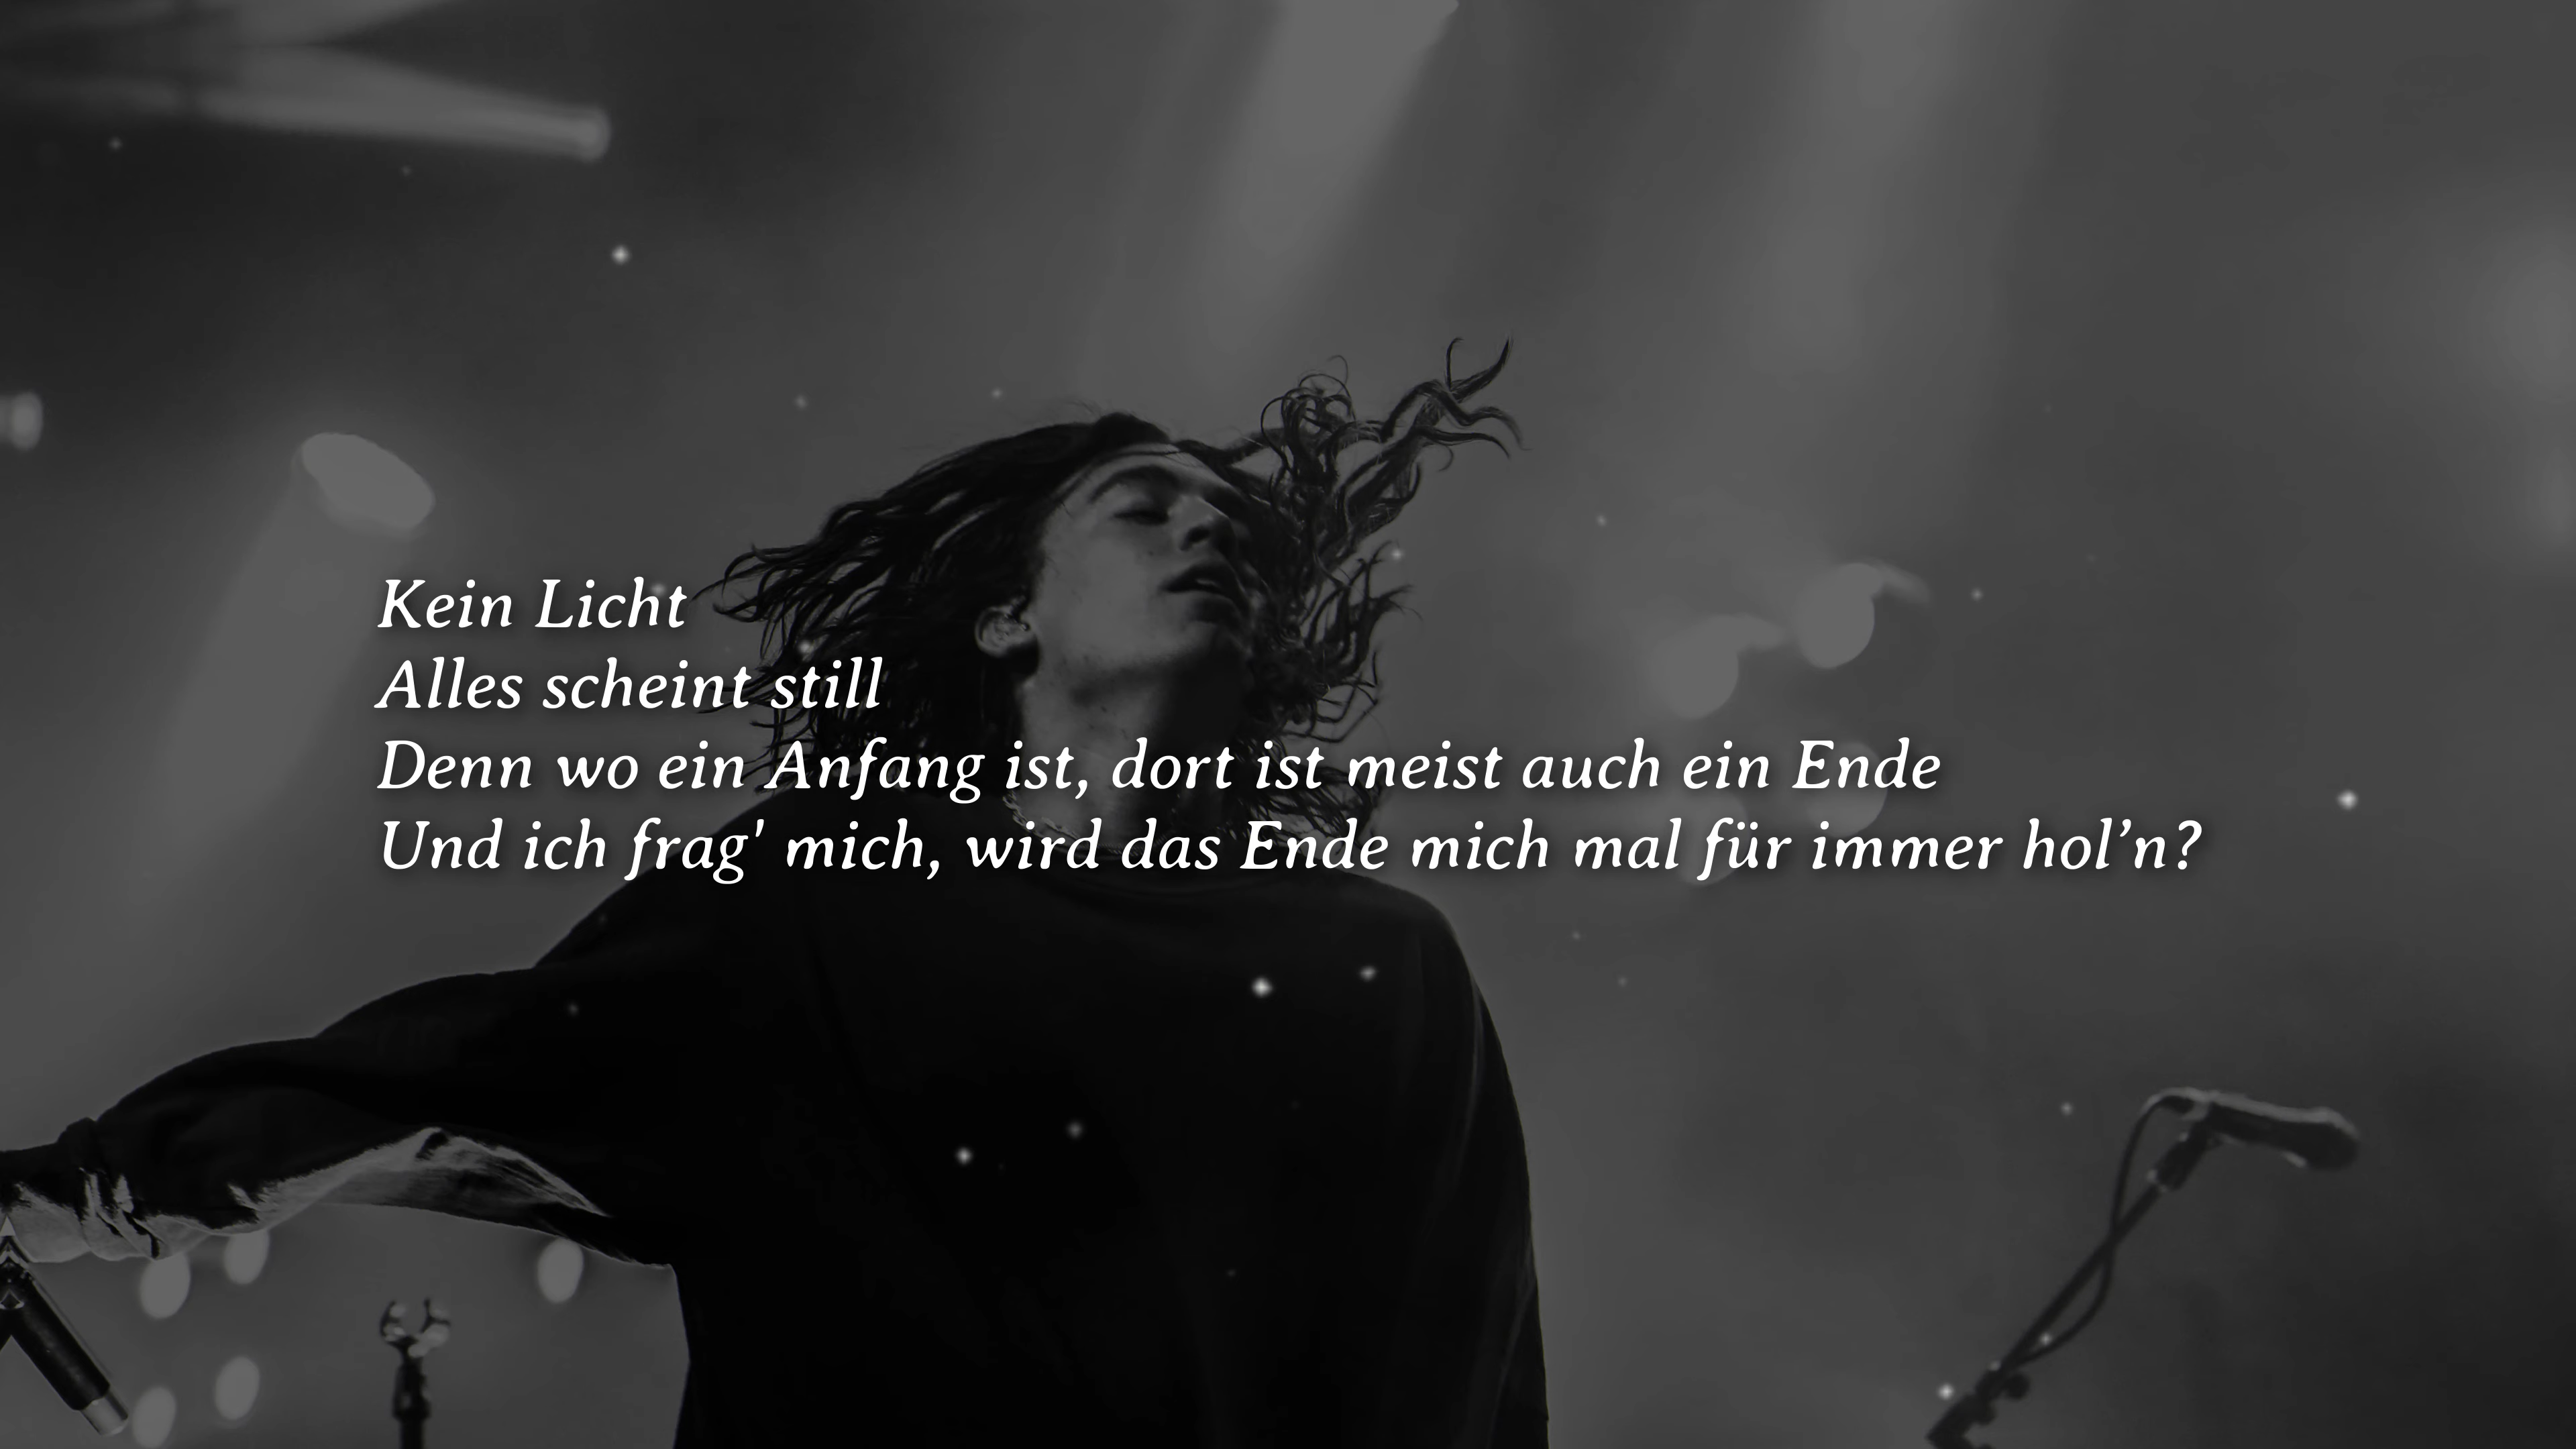 Kein Licht
Alles scheint still
Denn wo ein Anfang ist, dort ist meist auch ein Ende
Und ich frag' mich, wird das Ende mich mal für immer hol’n?